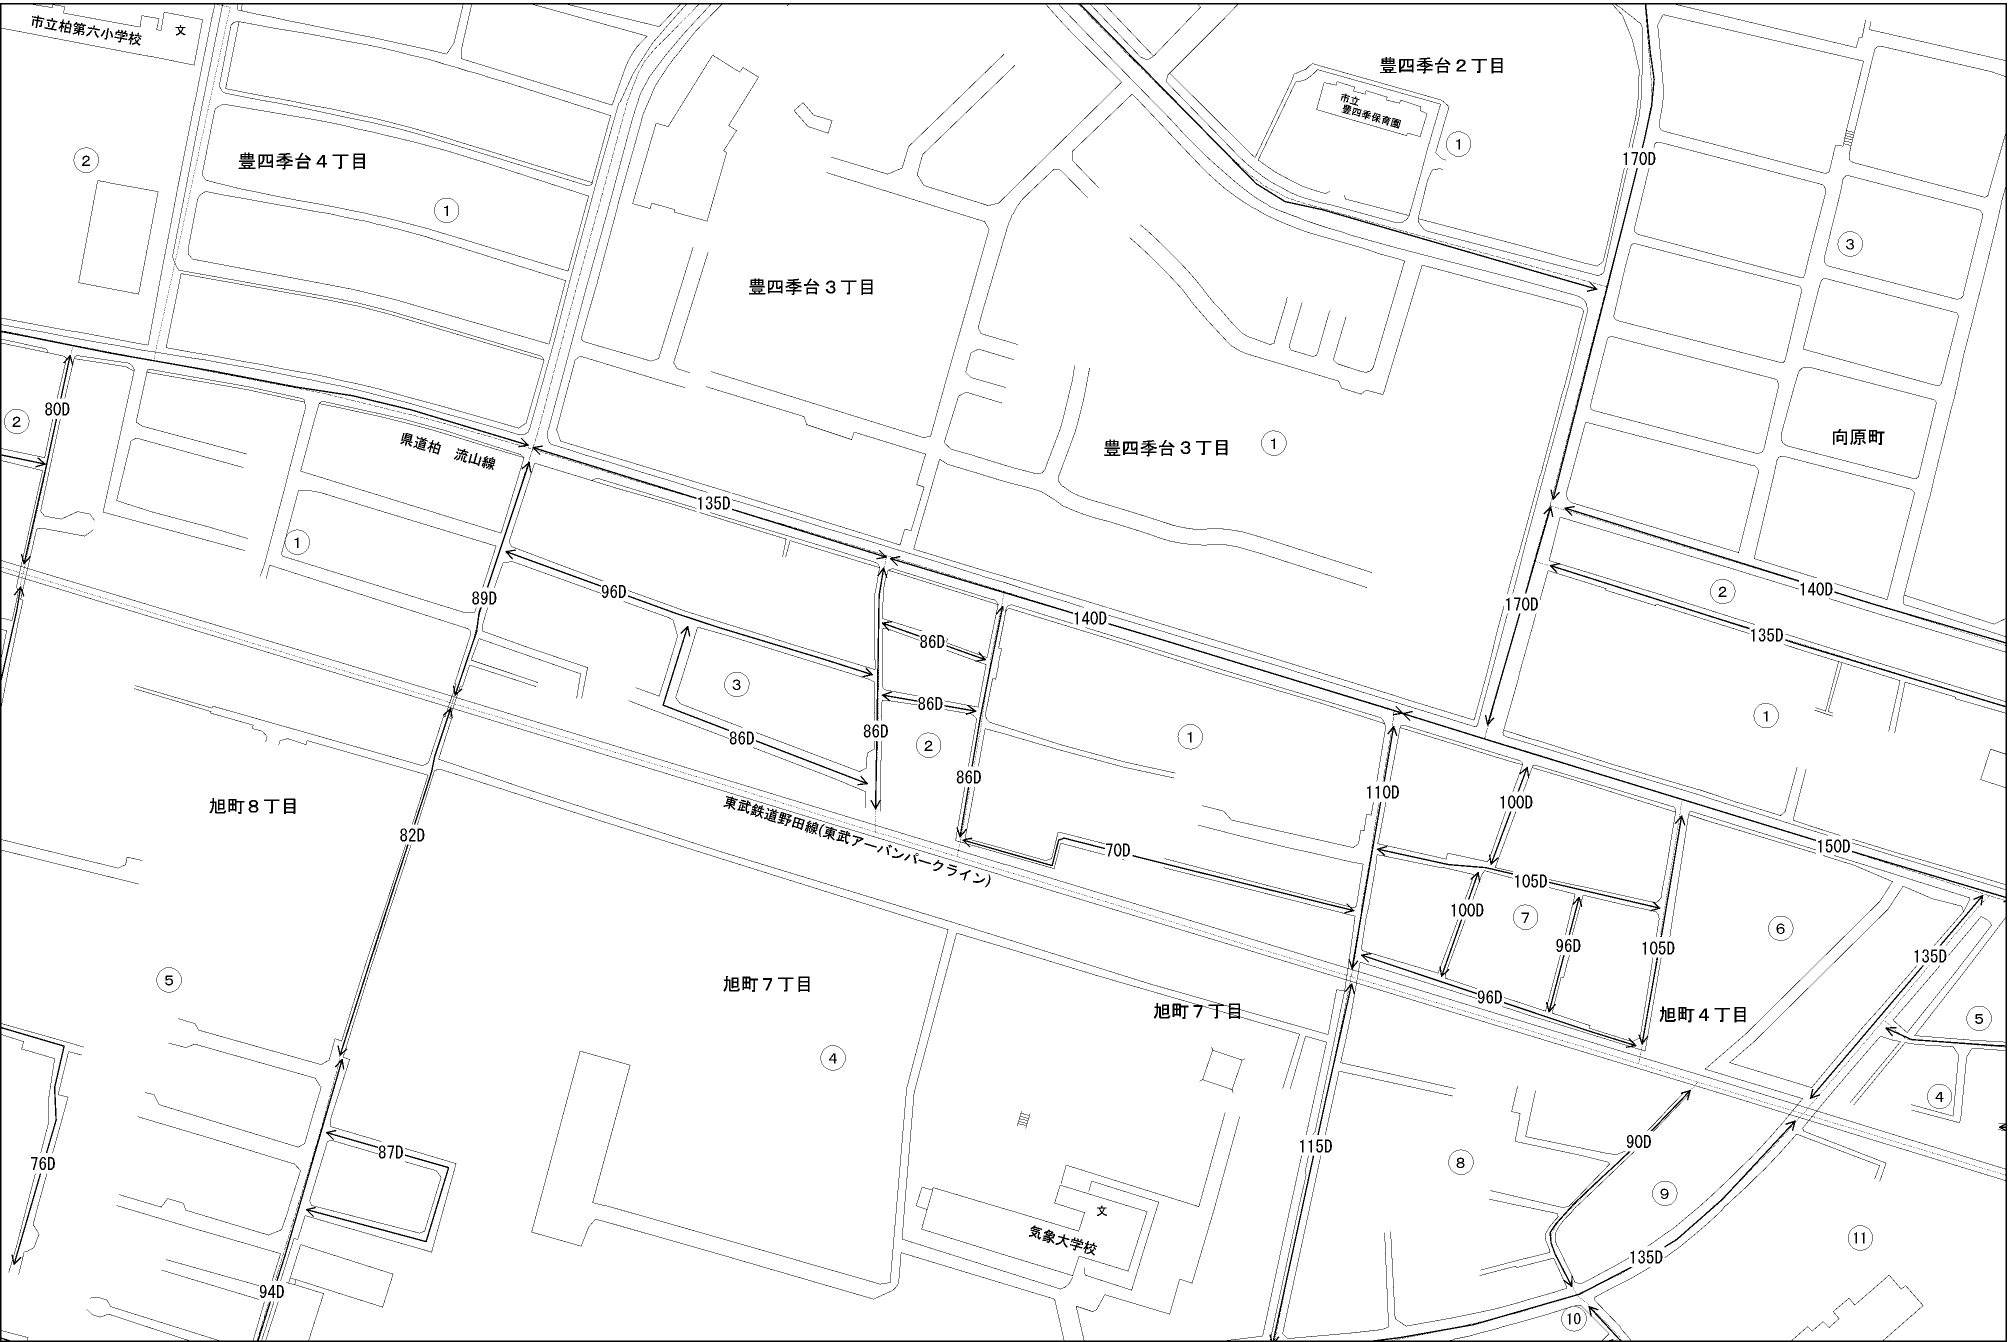 市立柏第六小学校
文
豊四季台２丁目
市立
豊四季保育園
①
170D
②
豊四季台４丁目
①
③
豊四季台３丁目
80D
②
県道柏 流山線
豊四季台３丁目
①
向原町
135D
①
96D
89D
140D
86D
170D
②
140D
135D
③
86D
86D
86D
②
①
①
86D
110D
100D
旭町８丁目
82D
東武鉄道野田線(東武アーバンパークライン)
70D
150D
105D
100D
⑦
96D
105D
⑥
135D
⑤
旭町７丁目
旭町７丁目
96D
旭町４丁目
⑤
④
④
76D
87D
115D
90D
⑧
⑨
文
気象大学校
⑪
135D
94D
⑩